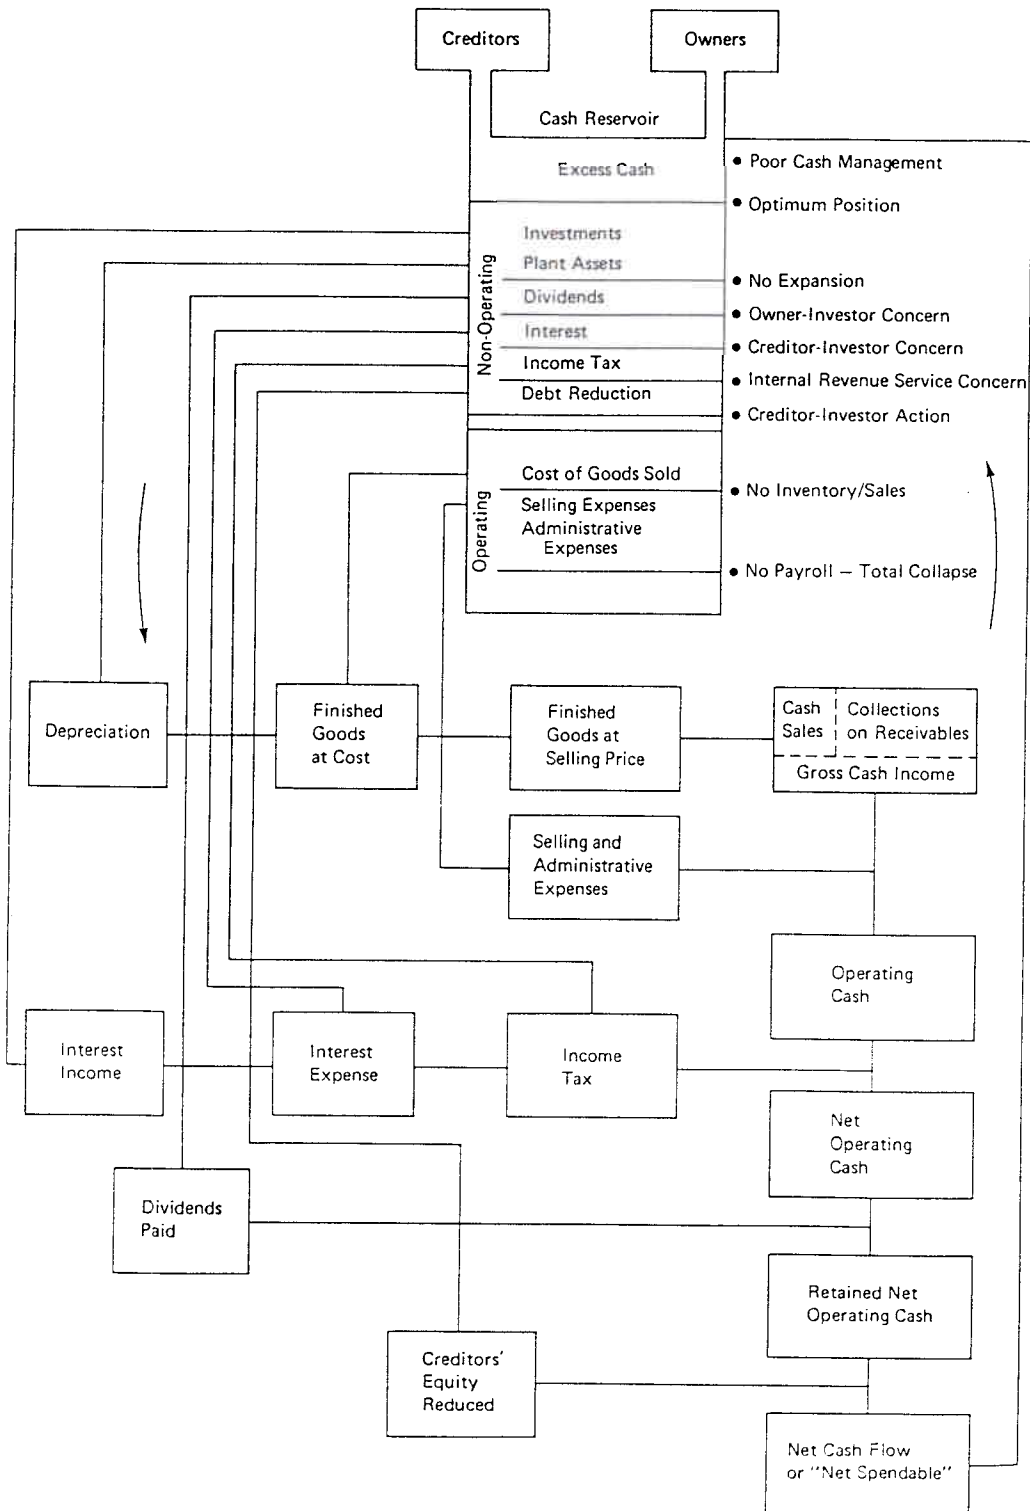 Creditors
Owners
Cash Reservoir
Excess Cash
• Poor Cash Management
• Optimum Position
Non-Operating
Investments
Plant Assets
• No Expansion
Dividends
• Owner-Investor Concern
Interest
• Creditor-Investor Concern
Income Tax
• Internal Revenue Service Concern
Debt Reduction
• Creditor-Investor Action
Operating
Cost of Goods Sold
• No Inventory/Sales
Selling Expenses
Administrative
Expenses
• No Payroll — Total Collapse
Depreciation
Finished
Goods
at Cost
Finished
Goods at
Selling Price
Cash
Sales
Collections
on Receivables
Gross Cash Income
Selling and
Administrative
Expenses
Operating
Cash
Interest
Income
Interest
Expense
Income
Tax
Net
Operating
Cash
Dividends
Paid
Retained Net
Operating Cash
Creditors'
Equity
Reduced
Net Cash Flow
or "Net Spendable"